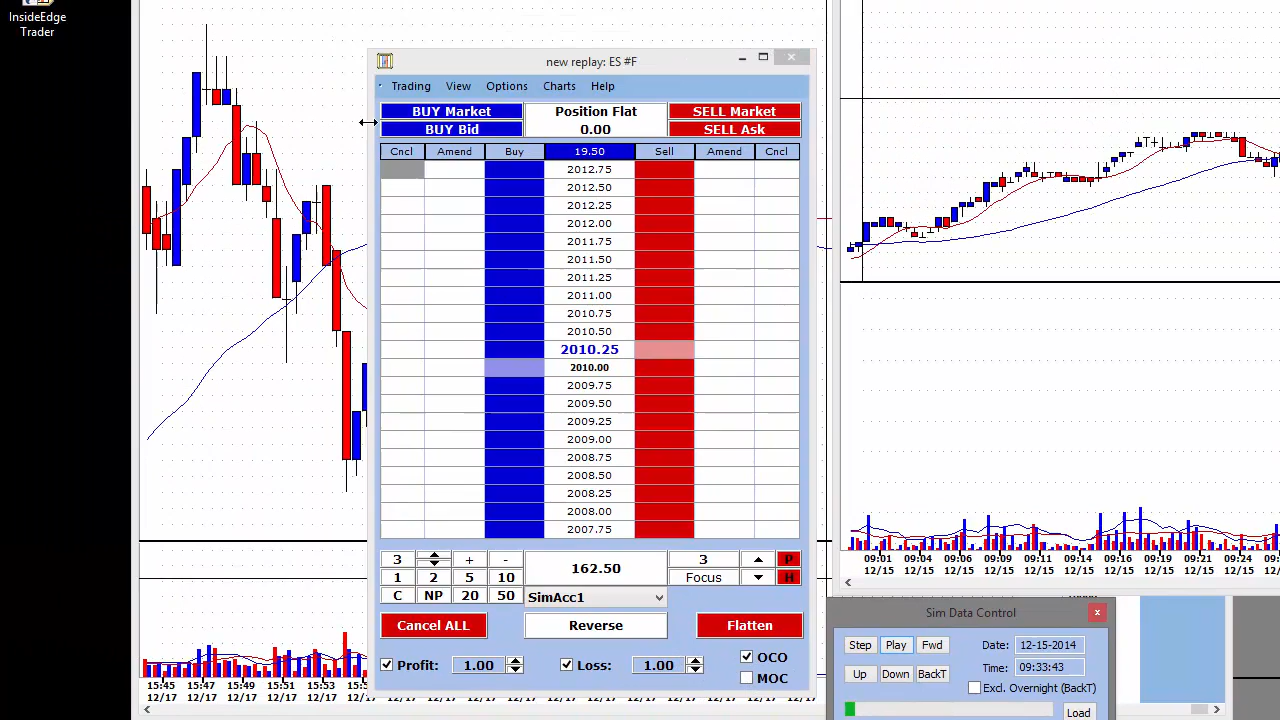 InsideEdge
Trader
new replay: ES #F
Trading View Options Charts Help
BUY Market Position Flat SELL Market
BUY Bid 0.00 SELL Ask
Cncl Amend Buy 19.50 Sell Amend Cncl
2012.75
2012.50
2012.25
2012.00
2011.75
2011.50
2011.25
2011.00
2010.75
2010.50
2010.25
2010.00
2009.75
2009.50
2009.25
2009.00
2008.75
2008.50
2008.25
2008.00
2007.75
3 + - 162.50 3 P
1 2 5 10 Focus H
C NP 20 50 SimAcc1
Cancel ALL Reverse Flatten
Profit: 1.00 Loss: 1.00 OCO
MOC
15:45 15:47 15:49 15:51 15:53
12/17 12/17 12/17 12/17 12/17
09:01 09:03 09:06 09:09 09:11 09:14 09:16 09:19 09:21 09:24
12/15 12/15 12/15 12/15 12/15 12/15 12/15 12/15 12/15 12/15
Sim Data Control
Step Play Fwd Date: 12-15-2014
Up Down BackT Time: 09:33:43
Excl. Overnight (BackT)
Load